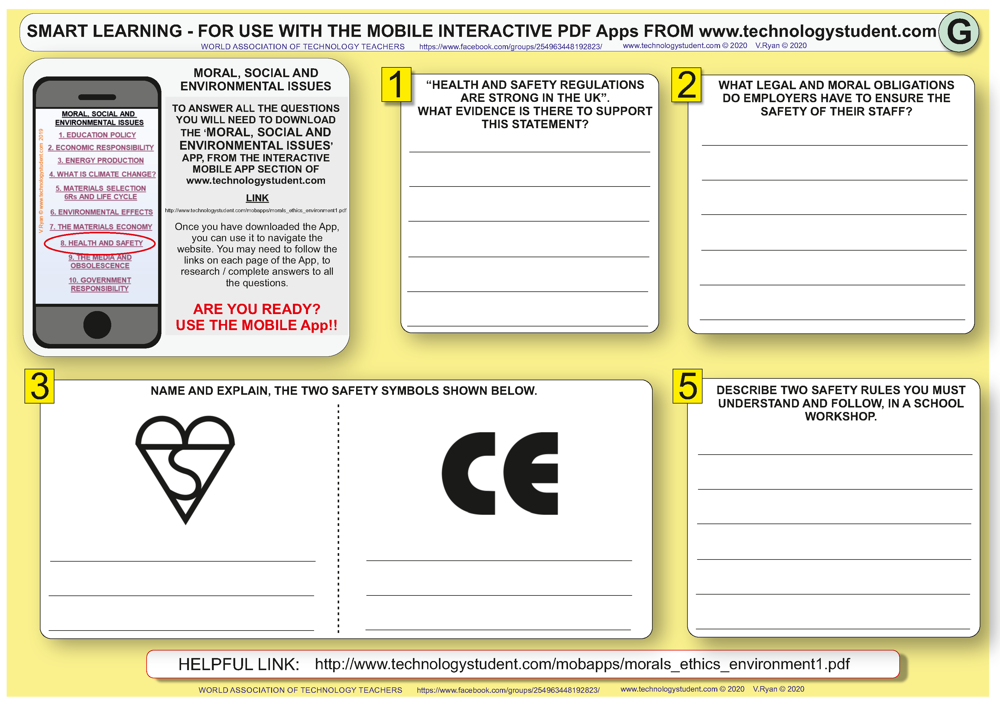 SMART LEARNING - FOR USE WITH THE MOBILE INTERACTIVE PDF Apps FROM www.technologystudent.com
G
WORLD ASSOCIATION OF TECHNOLOGY TEACHERS https://www.facebook.com/groups/254963448192823/ www.technologystudent.com © 2020 V.Ryan © 2020
MORAL, SOCIAL AND
ENVIRONMENTAL ISSUES
1. EDUCATION POLICY
2. ECONOMIC RESPONSIBILITY
3. ENERGY PRODUCTION
4. WHAT IS CLIMATE CHANGE?
5. MATERIALS SELECTION
6Rs AND LIFE CYCLE
6. ENVIRONMENTAL EFFECTS
7. THE MATERIALS ECONOMY
8. HEALTH AND SAFETY
9. THE MEDIA AND
OBSOLESCENCE
10. GOVERNMENT
RESPONSIBILITY
V.Ryan © www.technologystudent.com 2019
MORAL, SOCIAL AND
ENVIRONMENTAL ISSUES
TO ANSWER ALL THE QUESTIONS
YOU WILL NEED TO DOWNLOAD
THE ‘MORAL, SOCIAL AND
ENVIRONMENTAL ISSUES’
APP, FROM THE INTERACTIVE
MOBILE APP SECTION OF
www.technologystudent.com
LINK
http://www.technologystudent.com/mobapps/morals_ethics_environment1.pdf
Once you have downloaded the App,
you can use it to navigate the
website. You may need to follow the
links on each page of the App, to
research / complete answers to all
the questions.
ARE YOU READY?
USE THE MOBILE App!!
1
“HEALTH AND SAFETY REGULATIONS
ARE STRONG IN THE UK”.
WHAT EVIDENCE IS THERE TO SUPPORT
THIS STATEMENT?
2
WHAT LEGAL AND MORAL OBLIGATIONS
DO EMPLOYERS HAVE TO ENSURE THE
SAFETY OF THEIR STAFF?
3
NAME AND EXPLAIN, THE TWO SAFETY SYMBOLS SHOWN BELOW.
CE
5
DESCRIBE TWO SAFETY RULES YOU MUST
UNDERSTAND AND FOLLOW, IN A SCHOOL
WORKSHOP.
HELPFUL LINK: http://www.technologystudent.com/mobapps/morals_ethics_environment1.pdf
WORLD ASSOCIATION OF TECHNOLOGY TEACHERS https://www.facebook.com/groups/254963448192823/ www.technologystudent.com © 2020 V.Ryan © 2020